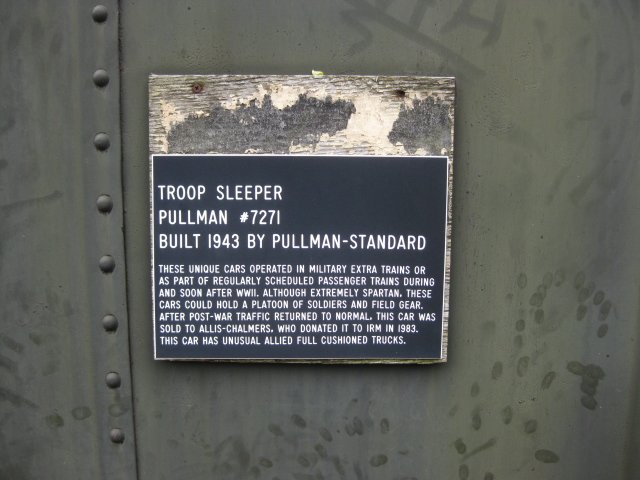 TROOP SLEEPER
PULLMAN #7271
BUILT 1943 BY PULLMAN-STANDARD
THESE UNIQUE CARS OPERATED IN MILITARY EXTRA TRAINS OR
AS PART OF REGULARLY SCHEDULED PASSENGER TRAINS DURING
AND SOON AFTER WWII. ALTHOUGH EXTREMELY SPARTAN, THESE
CARS COULD HOLD A PLATOON OF SOLDIERS AND FIELD GEAR.
AFTER POST-WAR TRAFFIC RETURNED TO NORMAL, THIS CAR WAS
SOLD TO ALLIS-CHALMERS, WHO DONATED IT TO IRM IN 1983.
THIS CAR HAS UNUSUAL ALLIED FULL CUSHIONED TRUCKS.